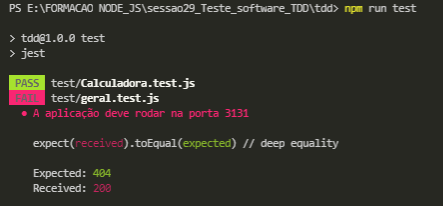 PS E:\FORMACAO NODE_JS\sessao29_Teste_software_TDD\tdd> npm run test
> tdd@1.0.0 test
> jest
PASS test/Calculadora.test.js
FAIL test/geral.test.js
● A aplicação deve rodar na porta 3131
expect(received).toEqual(expected) // deep equality
Expected: 404
Received: 200